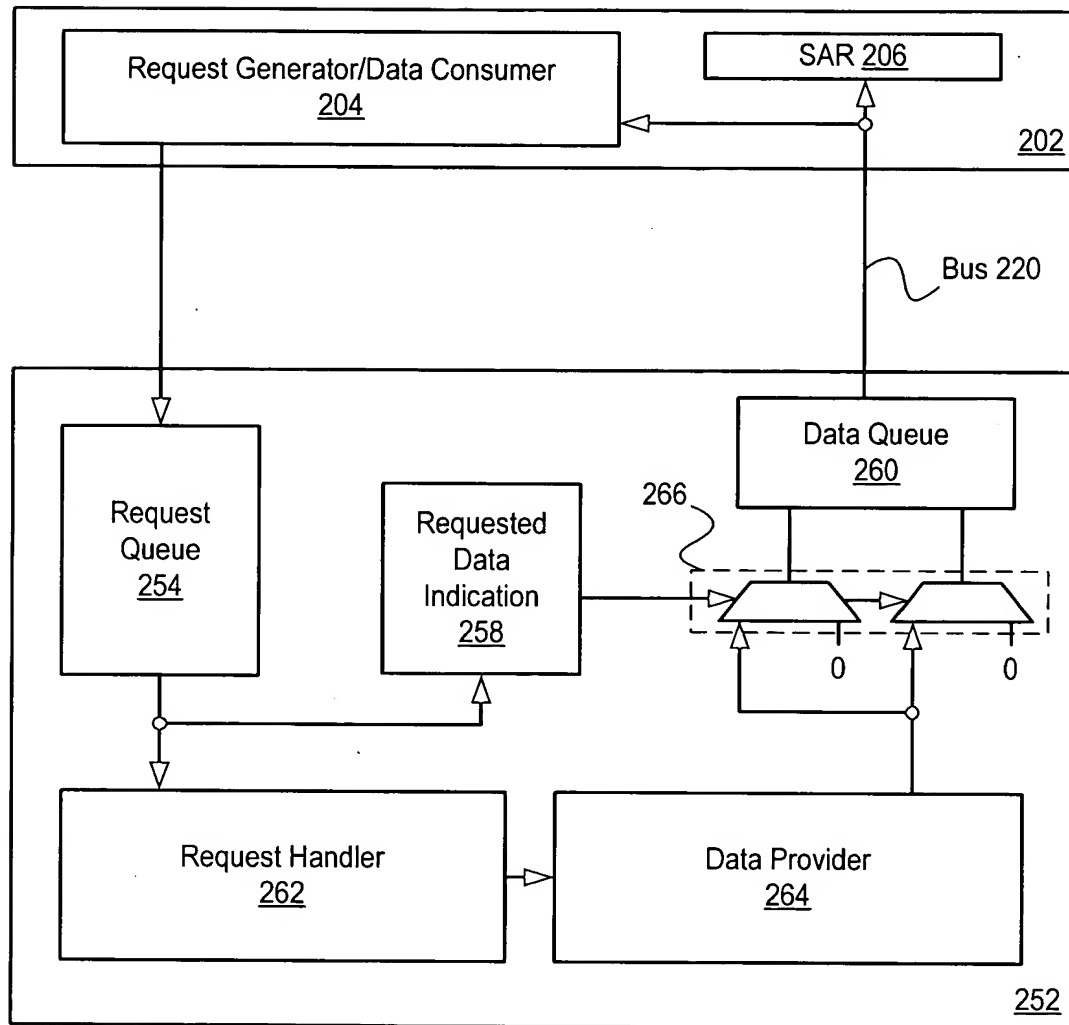 Request Generator/Data Consumer
204
SAR 206
202
Bus 220
Data Queue
260
266
Request
Queue
254
Requested
Data
Indication
258
0
0
Request Handler
262
Data Provider
264
252